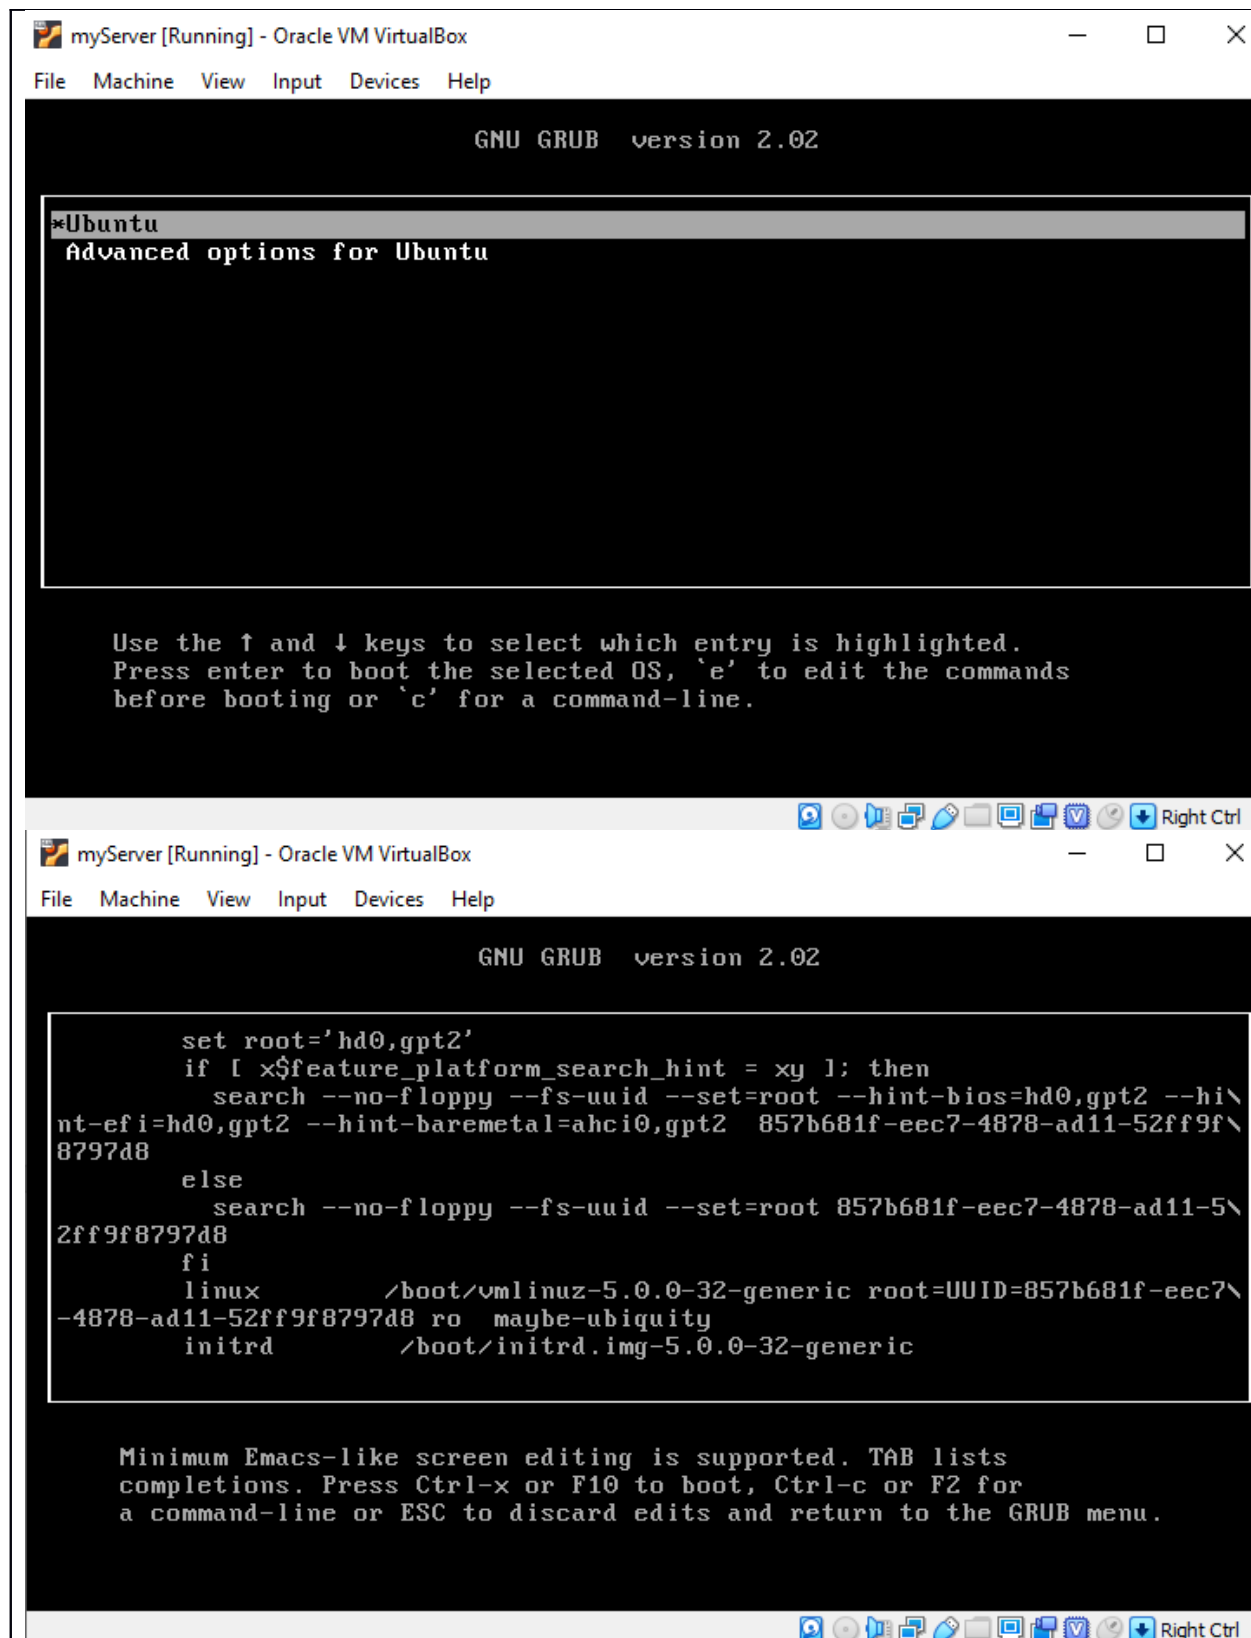 myServer [Running] - Oracle VM VirtualBox
File Machine View Input Devices Help
GNU GRUB version 2.02
*Ubuntu
Advanced options for Ubuntu
Use the ↑ and ↓ keys to select which entry is highlighted.
Press enter to boot the selected OS, `e' to edit the commands
before booting or `c' for a command-line.
Right Ctrl
myServer [Running] - Oracle VM VirtualBox
File Machine View Input Devices Help
GNU GRUB version 2.02
set root='hd0,gpt2'
if [ x$feature_platform_search_hint = xy ]; then
search --no-floppy --fs-uuid --set=root --hint-bios=hd0,gpt2 --hi\
nt-efi=hd0,gpt2 --hint-baremetal=ahci0,gpt2 857b681f-eec7-4878-ad11-52ff9f\
8797d8
else
search --no-floppy --fs-uuid --set=root 857b681f-eec7-4878-ad11-5\
2ff9f8797d8
fi
linux /boot/vmlinuz-5.0.0-32-generic root=UUID=857b681f-eec7\
-4878-ad11-52ff9f8797d8 ro maybe-ubiquity
initrd /boot/initrd.img-5.0.0-32-generic
Minimum Emacs-like screen editing is supported. TAB lists
completions. Press Ctrl-x or F10 to boot, Ctrl-c or F2 for
a command-line or ESC to discard edits and return to the GRUB menu.
Right Ctrl